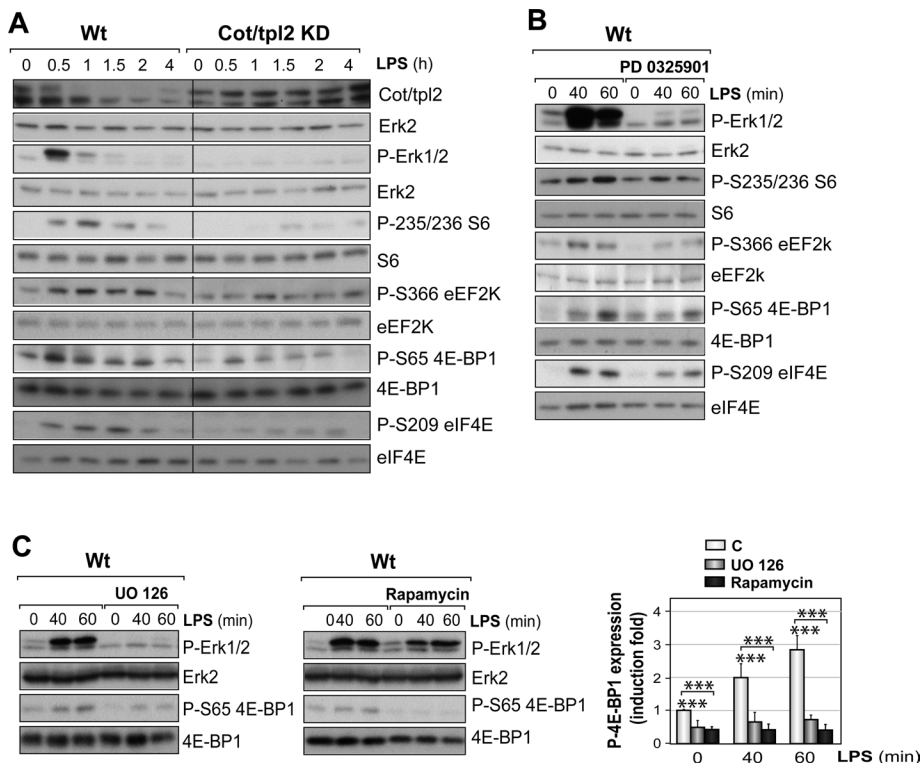 A
Wt Cot/tpl2 KD
0 0.5 1 1.5 2 4 0 0.5 1 1.5 2 4 LPS (h)
Cot/tpl2
Erk2
P-Erk1/2
Erk2
P-235/236 S6
S6
P-S366 eEF2K
eEF2K
P-S65 4E-BP1
4E-BP1
P-S209 eIF4E
eIF4E
B
Wt
PD 0325901
0 40 60 0 40 60 LPS (min)
P-Erk1/2
Erk2
P-S235/236 S6
S6
P-S366 eEF2k
eEF2k
P-S65 4E-BP1
4E-BP1
P-S209 eIF4E
eIF4E
C
Wt
UO 126
0 40 60 0 40 60 LPS (min)
P-Erk1/2
Erk2
P-S65 4E-BP1
4E-BP1
Wt
Rapamycin
040 60 0 40 60 LPS (min)
P-Erk1/2
Erk2
P-S65 4E-BP1
4E-BP1
C
UO 126
Rapamycin
P-4E-BP1 expression
(induction fold)
4
3
2
1
0
*** ***
*** ***
*** ***
0 40 60 LPS (min)